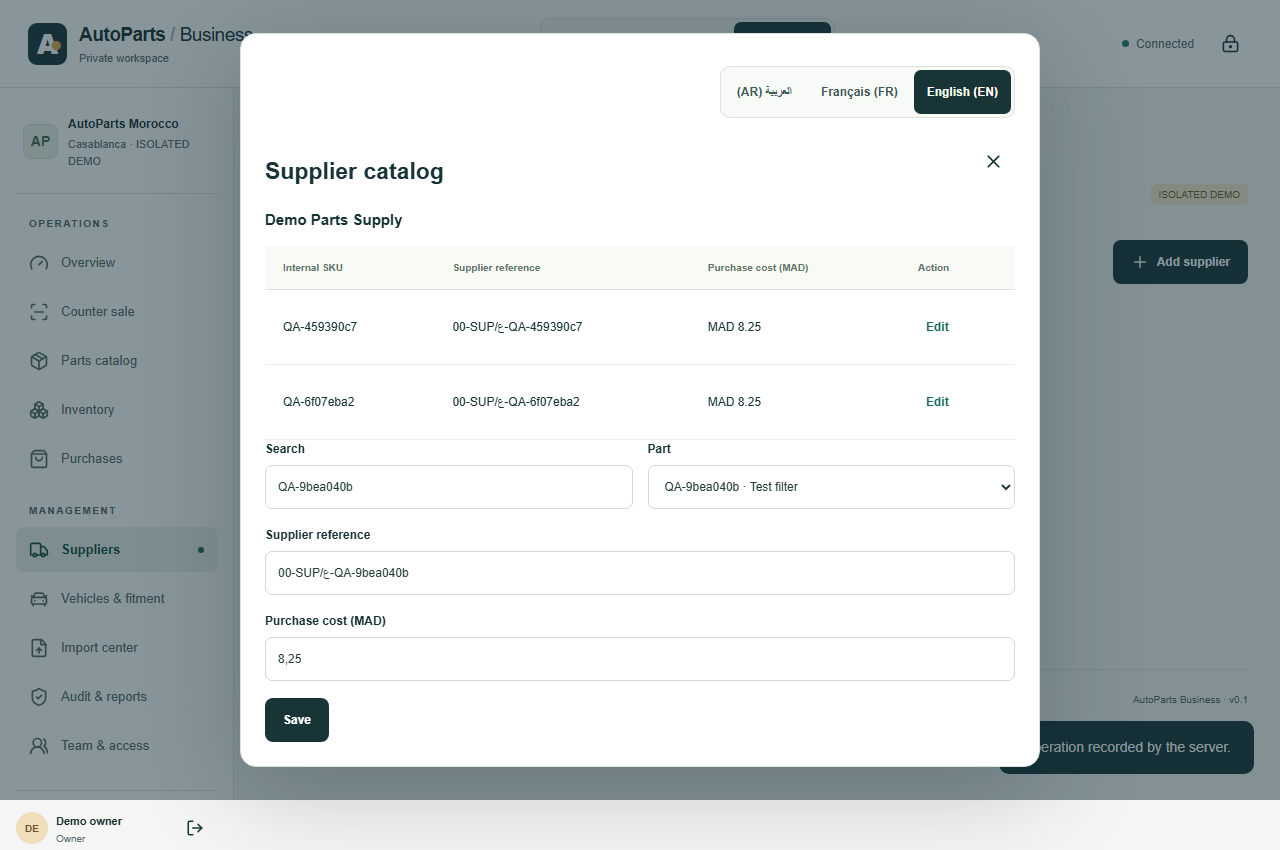 AutoParts / Business
Private workspace
Connected
AP
AutoParts Morocco
Casablanca · ISOLATED
DEMO
OPERATIONS
Overview
Counter sale
Parts catalog
Inventory
Purchases
MANAGEMENT
Suppliers
Vehicles & fitment
Import center
Audit & reports
Team & access
DE
Demo owner
Owner
ISOLATED DEMO
Add supplier
العربية (AR)
Français (FR)
English (EN)
Supplier catalog
Demo Parts Supply
Internal SKU Supplier reference Purchase cost (MAD) Action
QA-459390c7 00-SUP/ع-QA-459390c7 MAD 8.25 Edit
QA-6f07eba2 00-SUP/ع-QA-6f07eba2 MAD 8.25 Edit
Search Part
QA-9bea040b QA-9bea040b · Test filter
Supplier reference
00-SUP/ع-QA-9bea040b
Purchase cost (MAD)
8,25
Save
AutoParts Business · v0.1
recorded by the server.